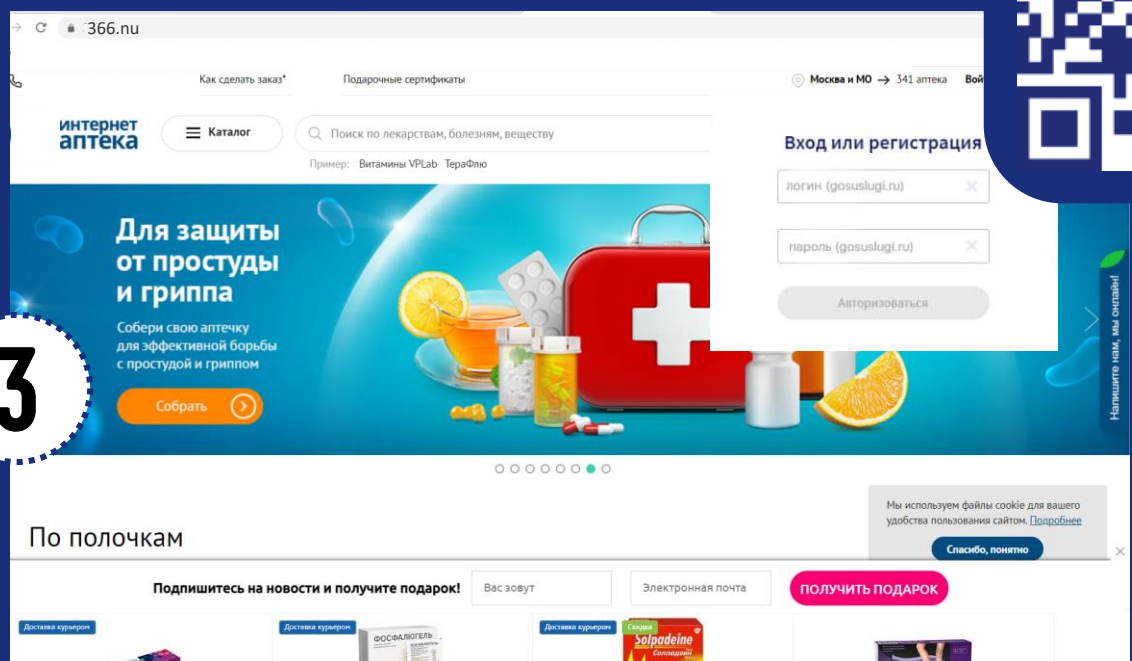 366.nu
Как сделать заказ*
Подарочные сертификаты
Москва и МО → 341 аптека
интернет
аптека
Каталог
Поиск по лекарствам, болезням, веществу
Пример: Витамины VPLab ТераФлю
Вход или регистрация
логин (gosuslugi.ru)
пароль (gosuslugi.ru)
Авторизоваться
Для защиты
от простуды
и гриппа
Собери свою аптечку
для эффективной борьбы
с простудой и гриппом
Собрать
3
Напишите нам, мы онлайн!
По полочкам
Мы используем файлы cookie для вашего
удобства пользования сайтом. Подробнее
Спасибо, понятно
Подпишитесь на новости и получите подарок!
Вас зовут
Электронная почта
ПОЛУЧИТЬ ПОДАРОК
Доставка курьером
Доставка курьером
ФОСФАЛЮГЕЛЬ
Доставка курьером
Скидка
Solpadeine
Солпадеин